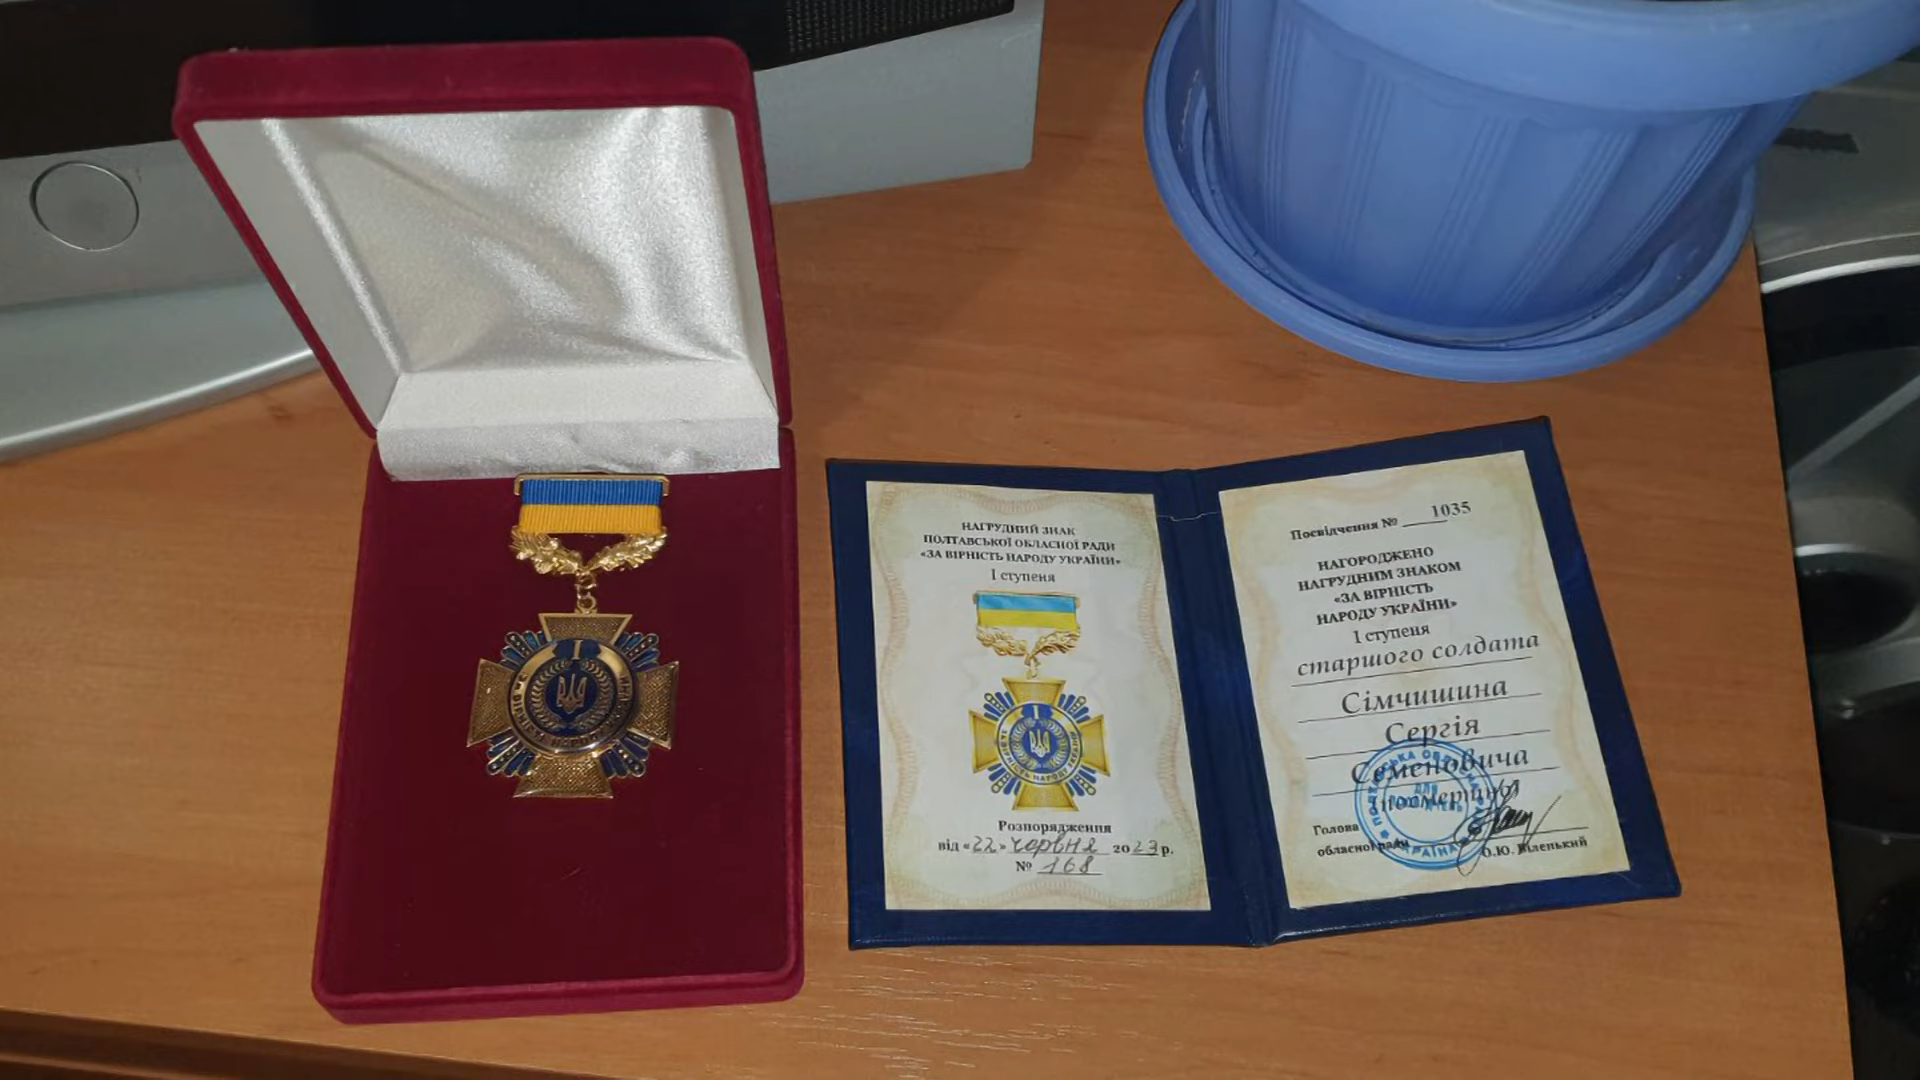 НАГРУДНИЙ ЗНАК
ПОЛТАВСЬКОЇ ОБЛАСНОЇ РАДИ
«ЗА ВІРНІСТЬ НАРОДУ УКРАЇНИ»
І ступеня
І
Розпорядження
від «22» червня 2023 р.
№ 168
Посвідчення № 1035
НАГОРОДЖЕНО
НАГРУДНИМ ЗНАКОМ
«ЗА ВІРНІСТЬ
НАРОДУ УКРАЇНИ»
І ступеня
старшого солдата
Сімчишина
Сергія
Семеновича
(посмертно)
Голова
обласної ради
О.Ю. Біленький